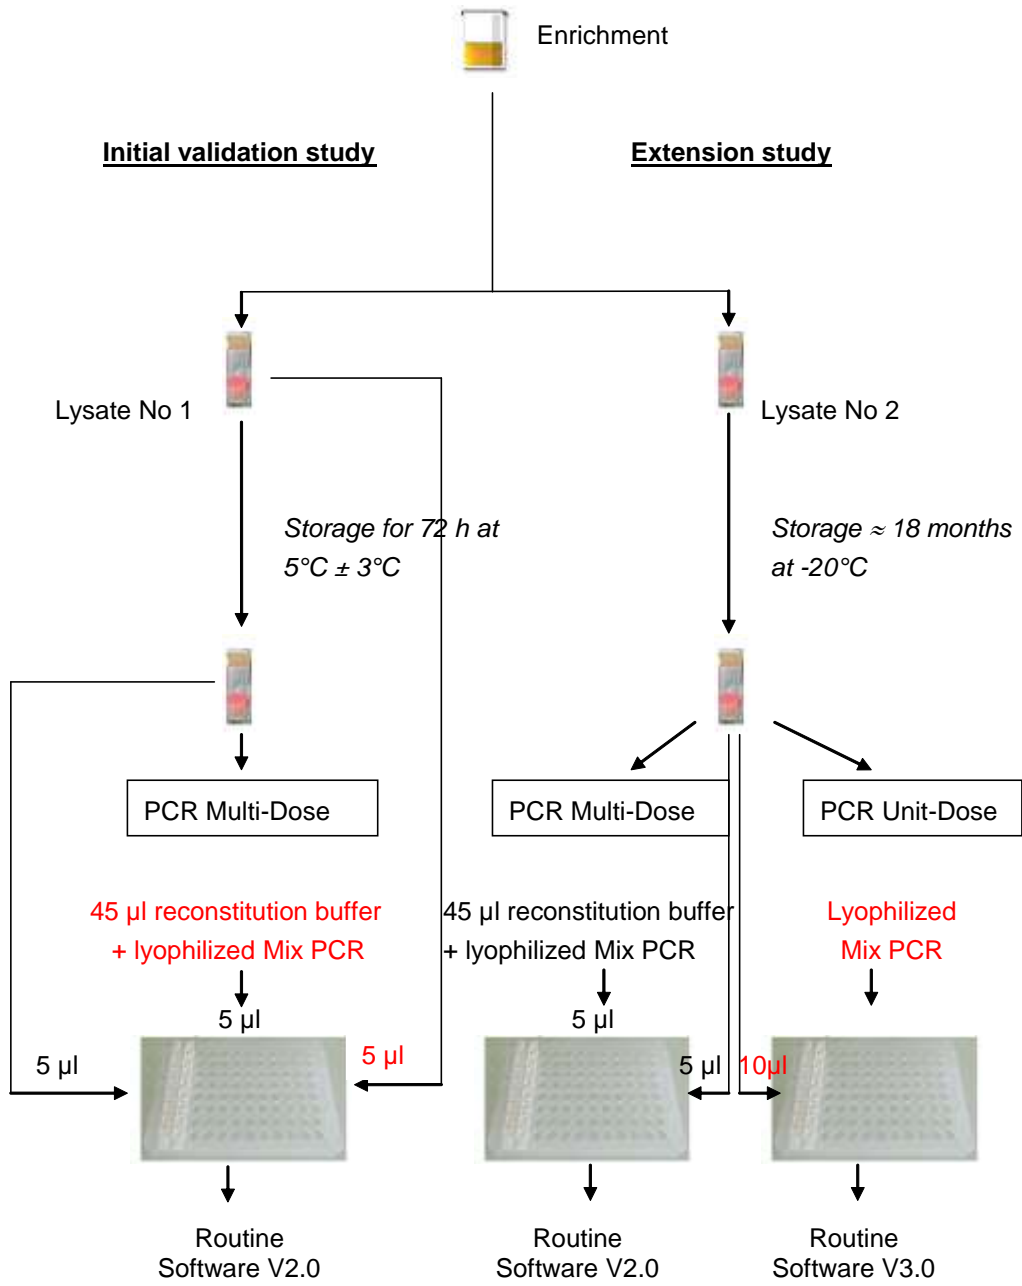 Enrichment
Initial validation study
Extension study
Lysate No 1
Lysate No 2
Storage for 72 h at
5°C ± 3°C
Storage ≈ 18 months
at -20°C
PCR Multi-Dose
PCR Multi-Dose
PCR Unit-Dose
45 µl reconstitution buffer
+ lyophilized Mix PCR
45 µl reconstitution buffer
+ lyophilized Mix PCR
Lyophilized
Mix PCR
5 µl
5 µl
5 µl
5 µl
5 µl
10µl
Routine
Software V2.0
Routine
Software V2.0
Routine
Software V3.0